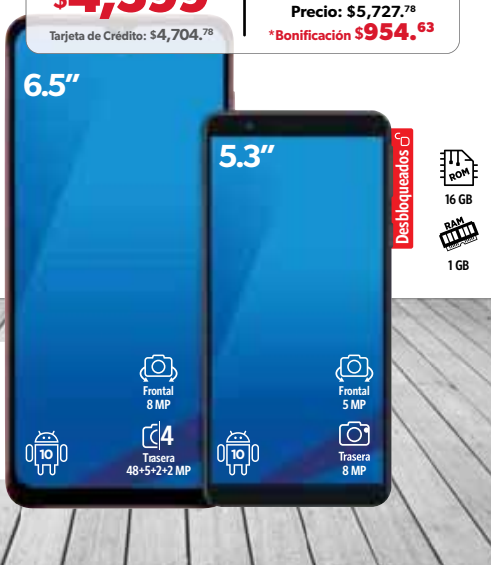 Tarjeta de Crédito: $4,704.78
Precio: $5,727.78
*Bonificación $954.63
6.5”
5.3”
Desbloqueados
ROM
16 GB
RAM
1 GB
Frontal
8 MP
4
Trasera
48+5+2+2 MP
10
Frontal
5 MP
Trasera
8 MP
10